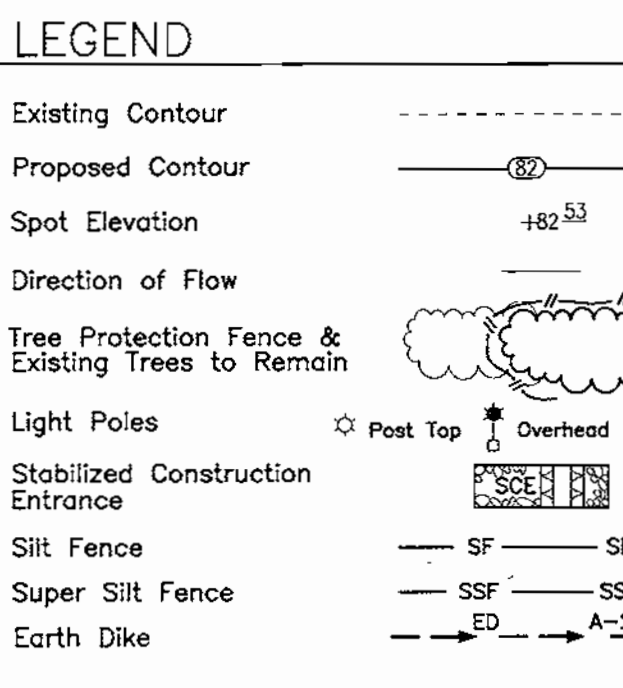 LEGEND
Existing Contour
Proposed Contour 82
Spot Elevation +82 53
Direction of Flow
Tree Protection Fence &
Existing Trees to Remain
Light Poles Post Top Overhead
Stabilized Construction
Entrance SCE
Silt Fence SF
Super Silt Fence SSF
Earth Dike ED